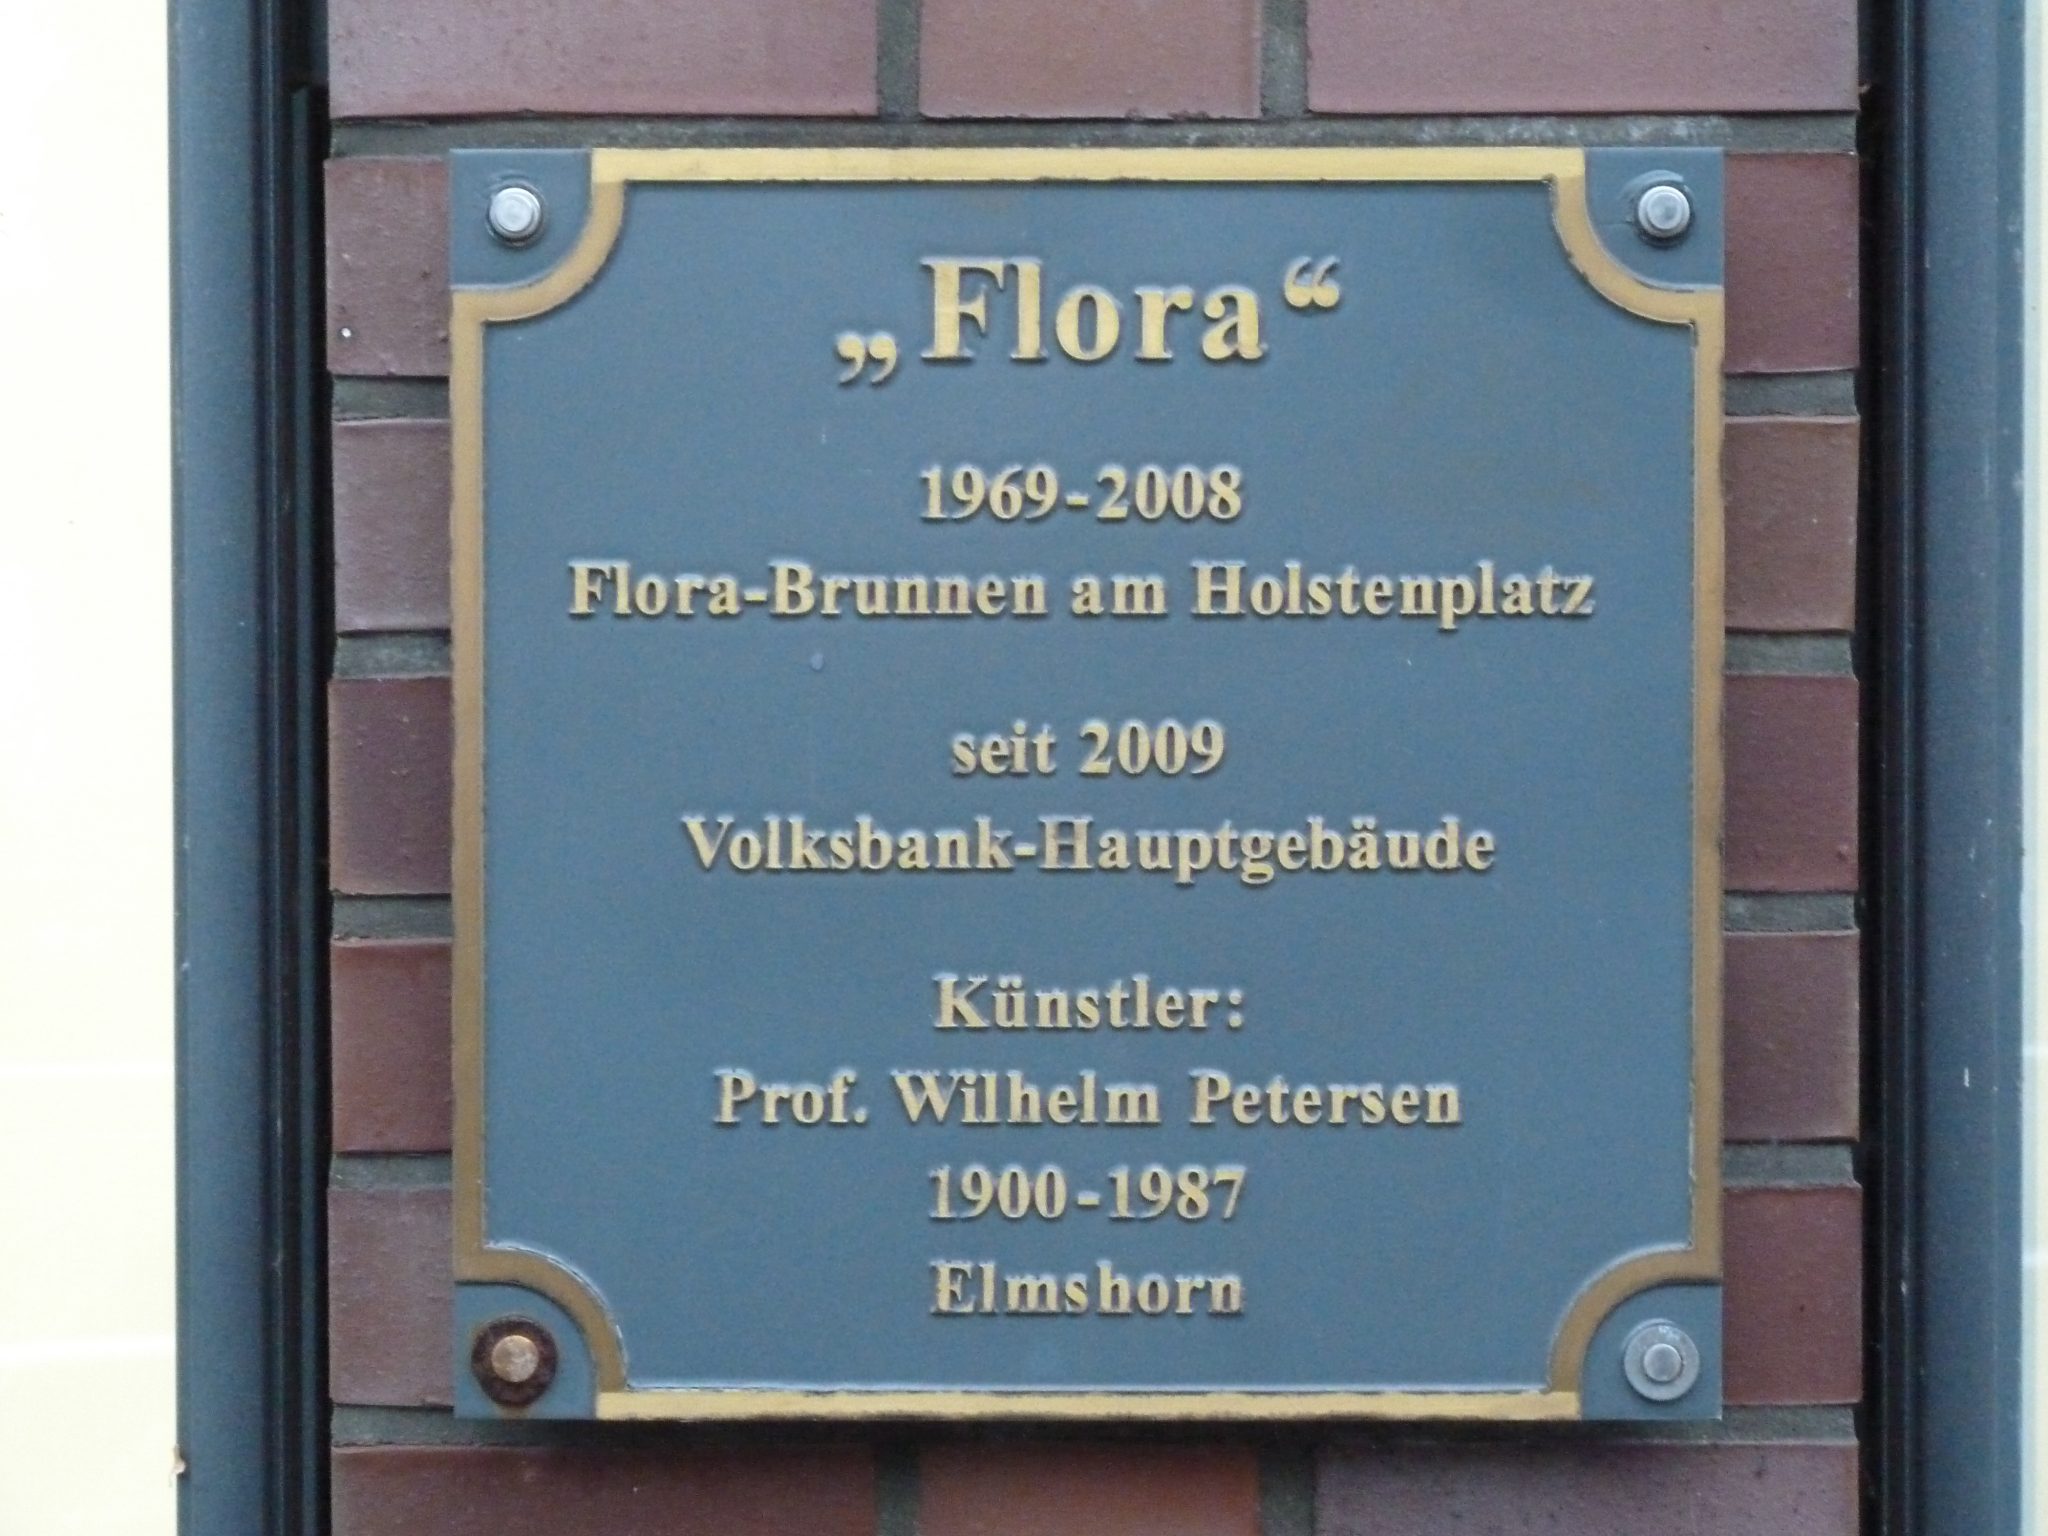 „Flora“
1969-2008
Flora-Brunnen am Holstenplatz
seit 2009
Volksbank-Hauptgebäude
Künstler:
Prof. Wilhelm Petersen
1900-1987
Elmshorn